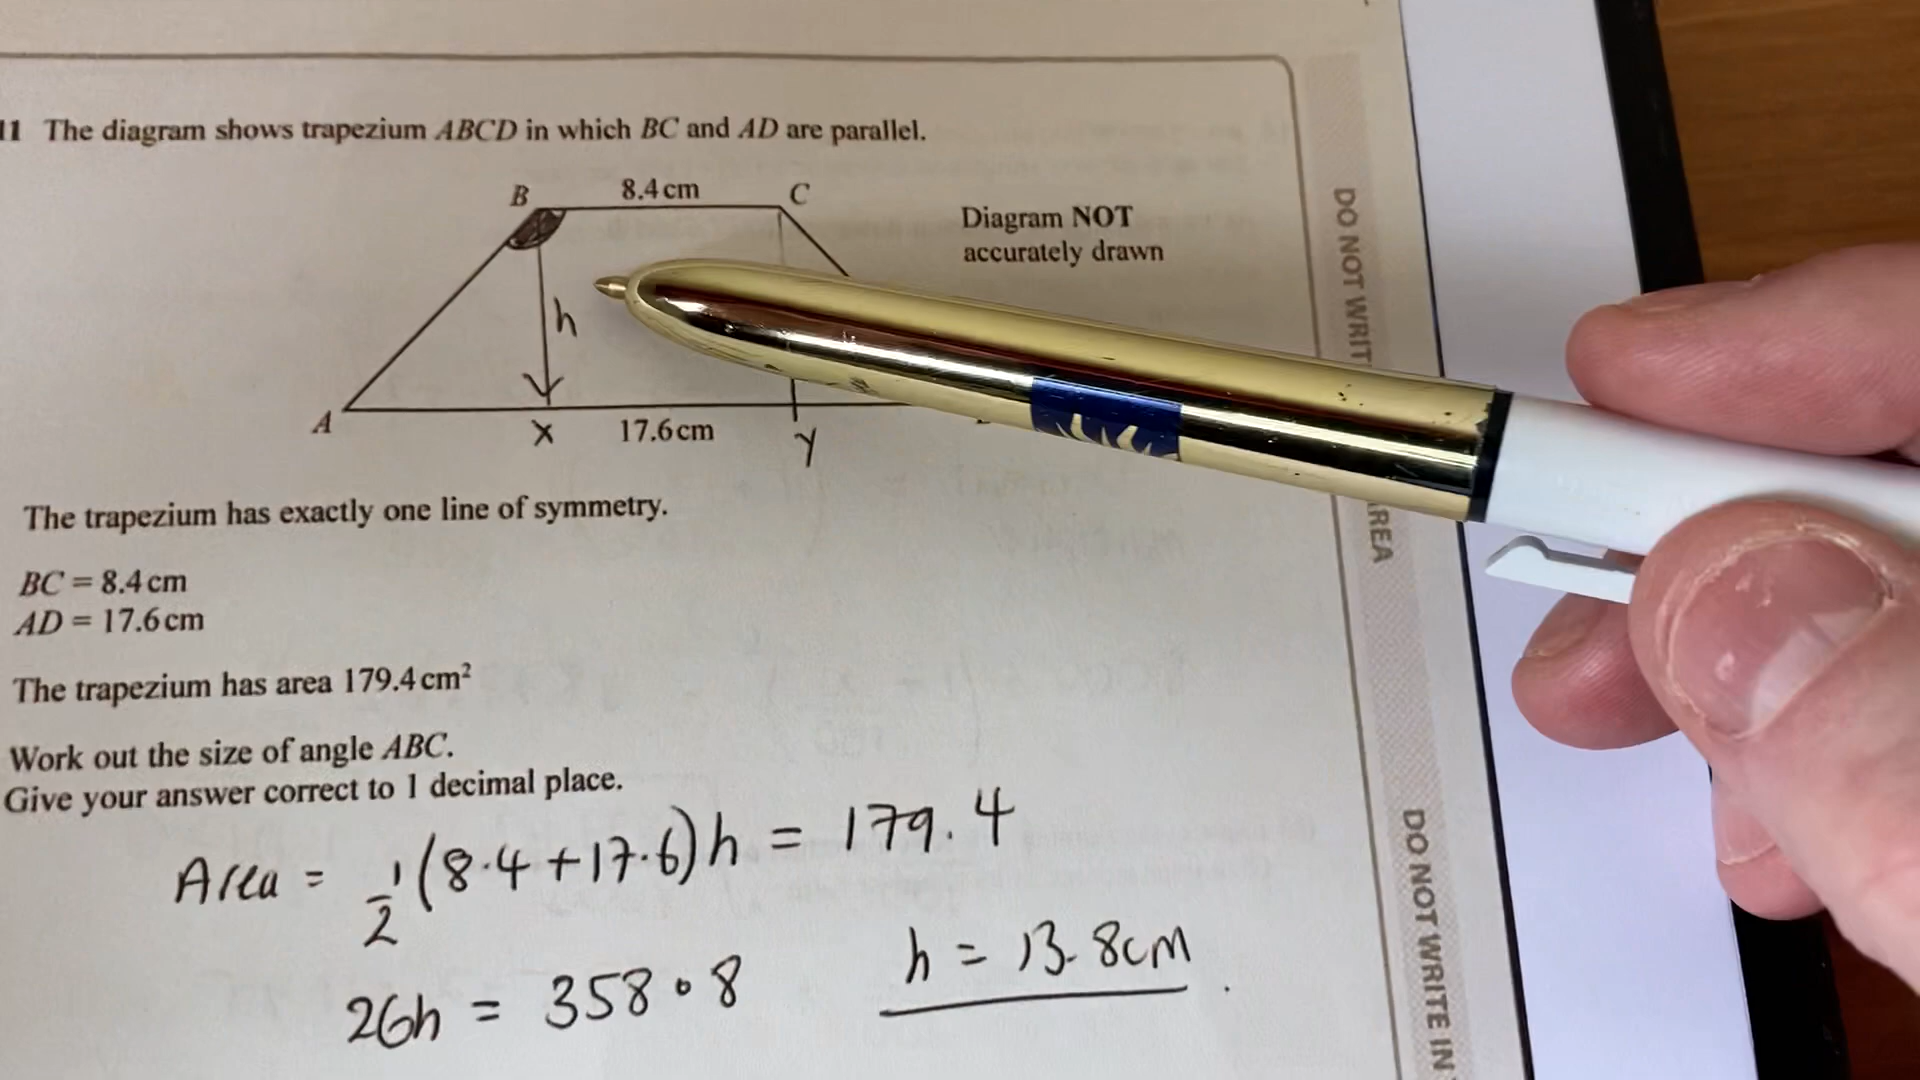 11 The diagram shows trapezium ABCD in which BC and AD are parallel.
B 8.4 cm C
Diagram NOT
accurately drawn
h
A X 17.6 cm Y
The trapezium has exactly one line of symmetry.
BC = 8.4 cm
AD = 17.6 cm
The trapezium has area 179.4 cm²
Work out the size of angle ABC.
Give your answer correct to 1 decimal place.
Area = 1/2 (8.4 + 17.6) h = 179.4
26h = 358.8
h = 13.8cm
DO NOT WRIT
AREA
DO NOT WRITE IN